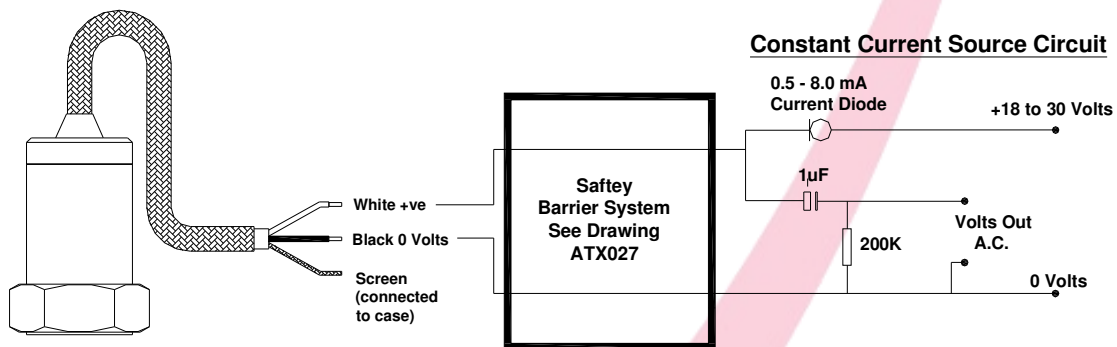 Constant Current Source Circuit
0.5 - 8.0 mA
Current Diode
+18 to 30 Volts
1µF
Saftey
Barrier System
See Drawing
ATX027
White +ve
Black 0 Volts
Volts Out
A.C.
200K
Screen
(connected
to case)
0 Volts